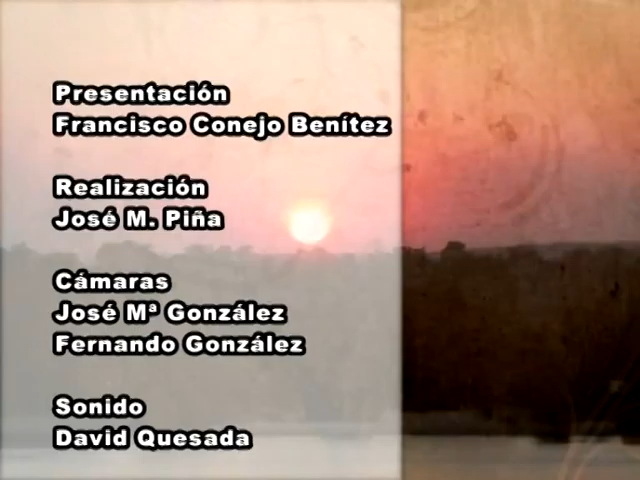 Presentación
Francisco Conejo Benítez
Realización
José M. Piña
Cámaras
José Mª González
Fernando González
Sonido
David Quesada